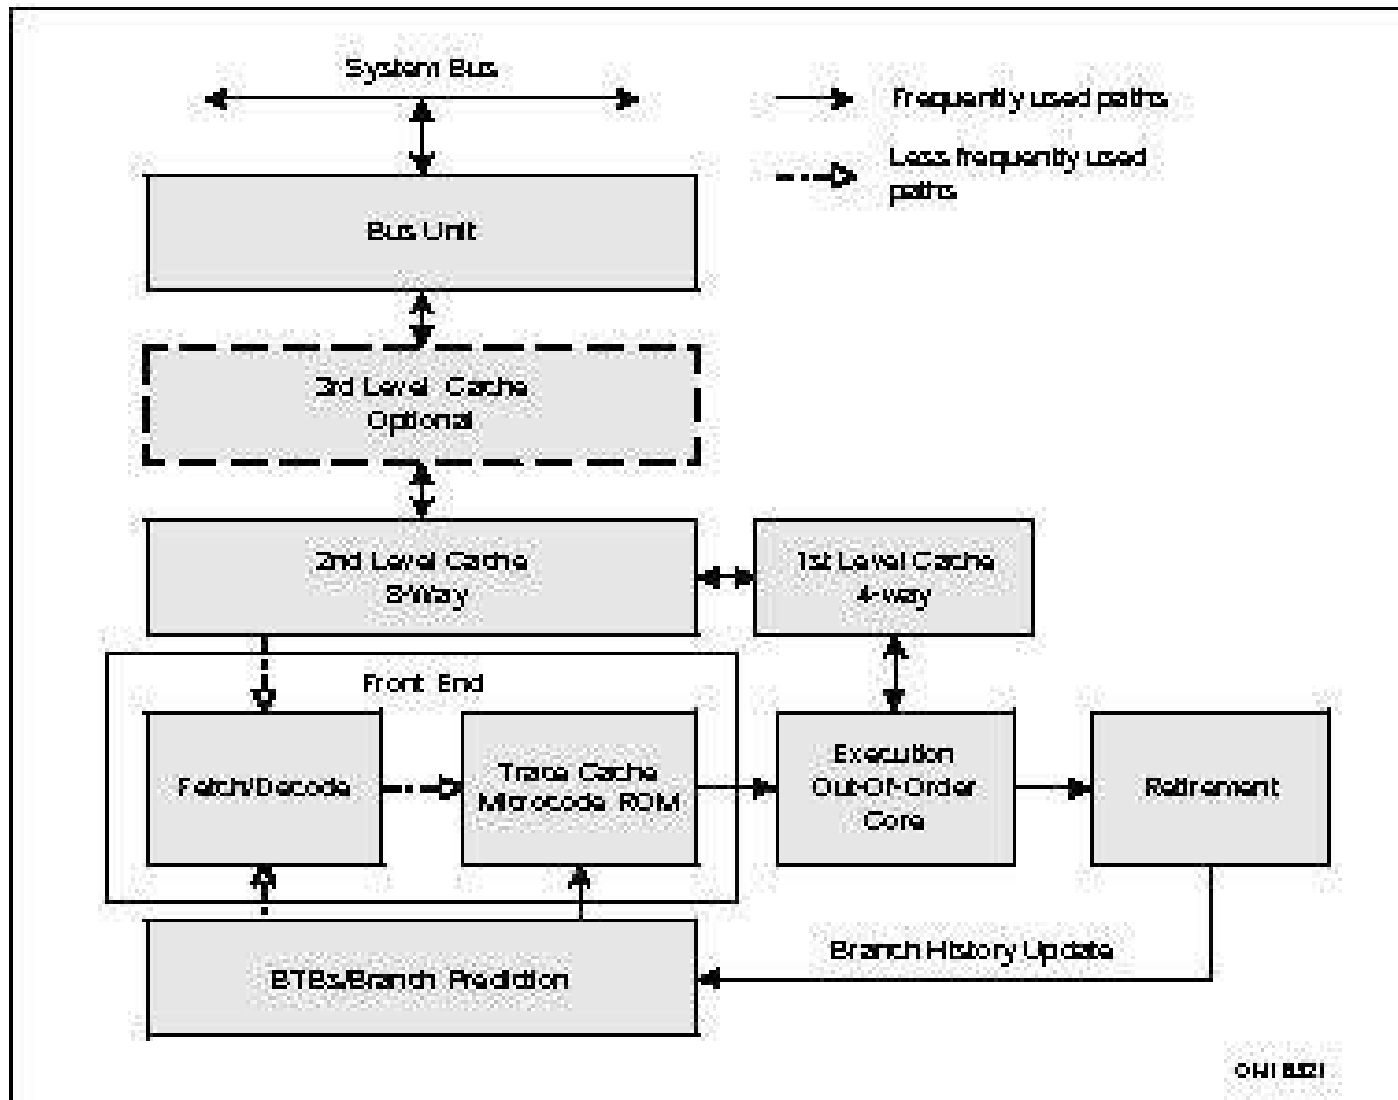 System Bus
Frequently used paths
Less frequently used
paths
Bus Unit
3rd Level Cache
Optional
2nd Level Cache
8-Way
1st Level Cache
4-way
Front End
Fetch/Decode
Trace Cache
Microcode ROM
Execution
Out-Of-Order
Core
Retirement
Branch History Update
BTBs/Branch Prediction